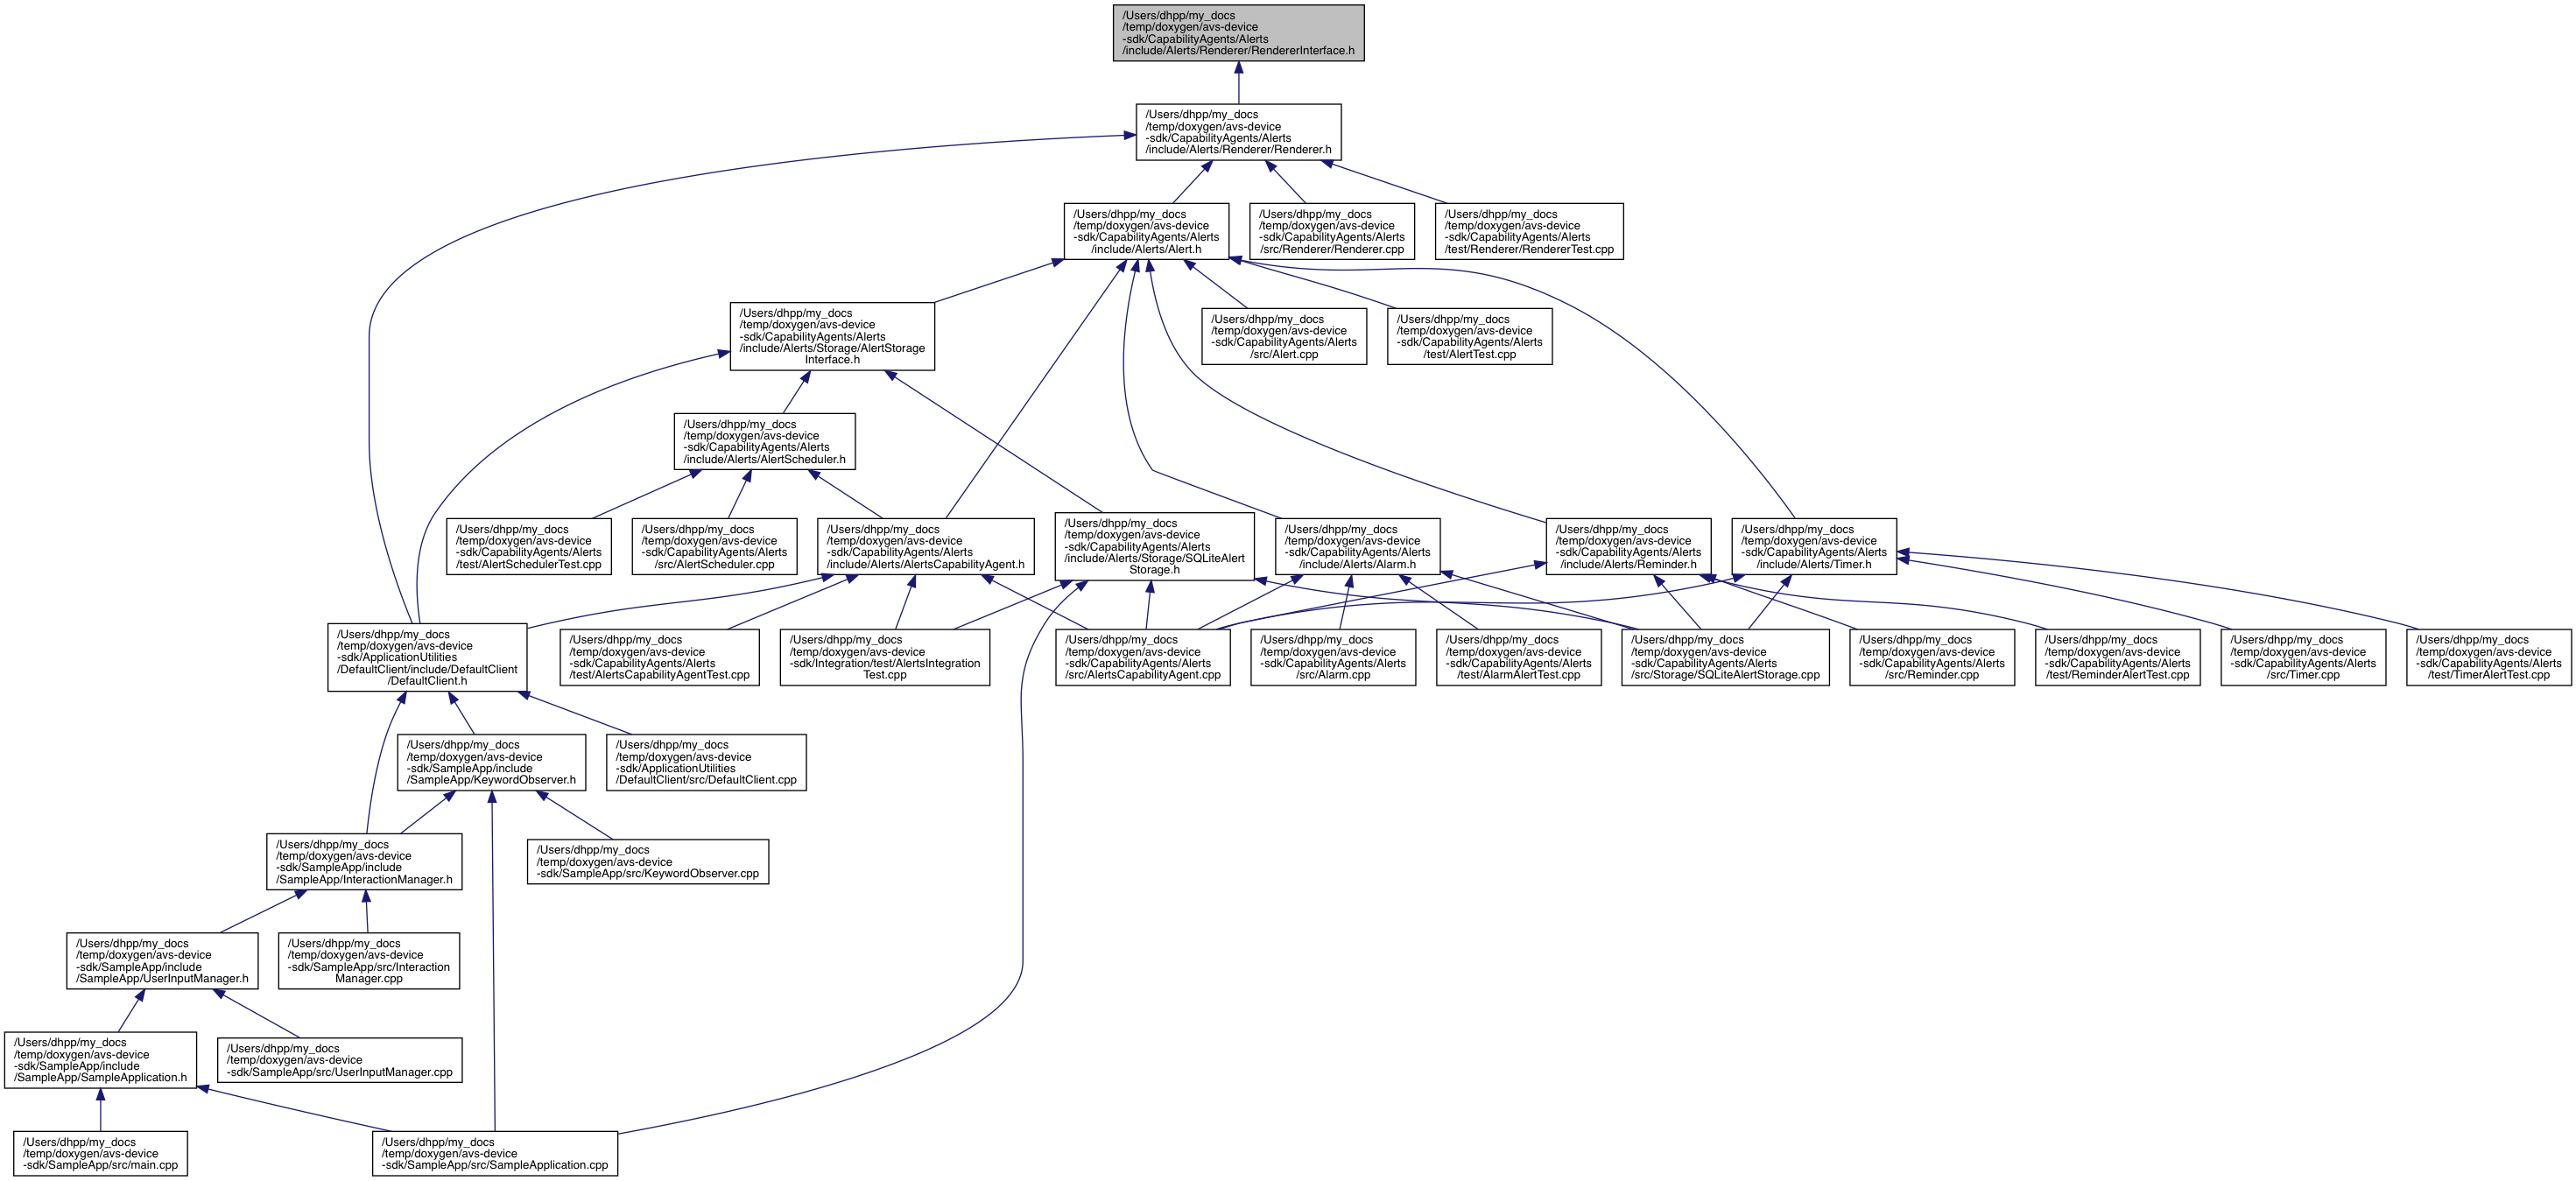 /Users/dhpp/my_docs
/temp/doxygen/avs-device
-sdk/CapabilityAgents/Alerts
/include/Alerts/Renderer/RendererInterface.h
/Users/dhpp/my_docs
/temp/doxygen/avs-device
-sdk/CapabilityAgents/Alerts
/include/Alerts/Renderer/Renderer.h
/Users/dhpp/my_docs
/temp/doxygen/avs-device
-sdk/CapabilityAgents/Alerts
/include/Alerts/Alert.h
/Users/dhpp/my_docs
/temp/doxygen/avs-device
-sdk/CapabilityAgents/Alerts
/src/Renderer/Renderer.cpp
/Users/dhpp/my_docs
/temp/doxygen/avs-device
-sdk/CapabilityAgents/Alerts
/test/Renderer/RendererTest.cpp
/Users/dhpp/my_docs
/temp/doxygen/avs-device
-sdk/CapabilityAgents/Alerts
/include/Alerts/Storage/AlertStorage
Interface.h
/Users/dhpp/my_docs
/temp/doxygen/avs-device
-sdk/CapabilityAgents/Alerts
/src/Alert.cpp
/Users/dhpp/my_docs
/temp/doxygen/avs-device
-sdk/CapabilityAgents/Alerts
/test/AlertTest.cpp
/Users/dhpp/my_docs
/temp/doxygen/avs-device
-sdk/CapabilityAgents/Alerts
/include/Alerts/AlertScheduler.h
/Users/dhpp/my_docs
/temp/doxygen/avs-device
-sdk/CapabilityAgents/Alerts
/test/AlertSchedulerTest.cpp
/Users/dhpp/my_docs
/temp/doxygen/avs-device
-sdk/CapabilityAgents/Alerts
/src/AlertScheduler.cpp
/Users/dhpp/my_docs
/temp/doxygen/avs-device
-sdk/CapabilityAgents/Alerts
/include/Alerts/AlertsCapabilityAgent.h
/Users/dhpp/my_docs
/temp/doxygen/avs-device
-sdk/CapabilityAgents/Alerts
/include/Alerts/Storage/SQLiteAlert
Storage.h
/Users/dhpp/my_docs
/temp/doxygen/avs-device
-sdk/CapabilityAgents/Alerts
/include/Alerts/Alarm.h
/Users/dhpp/my_docs
/temp/doxygen/avs-device
-sdk/CapabilityAgents/Alerts
/include/Alerts/Reminder.h
/Users/dhpp/my_docs
/temp/doxygen/avs-device
-sdk/CapabilityAgents/Alerts
/include/Alerts/Timer.h
/Users/dhpp/my_docs
/temp/doxygen/avs-device
-sdk/ApplicationUtilities
/DefaultClient/include/DefaultClient
/DefaultClient.h
/Users/dhpp/my_docs
/temp/doxygen/avs-device
-sdk/CapabilityAgents/Alerts
/test/AlertsCapabilityAgentTest.cpp
/Users/dhpp/my_docs
/temp/doxygen/avs-device
-sdk/Integration/test/AlertsIntegration
Test.cpp
/Users/dhpp/my_docs
/temp/doxygen/avs-device
-sdk/CapabilityAgents/Alerts
/src/AlertsCapabilityAgent.cpp
/Users/dhpp/my_docs
/temp/doxygen/avs-device
-sdk/CapabilityAgents/Alerts
/src/Alarm.cpp
/Users/dhpp/my_docs
/temp/doxygen/avs-device
-sdk/CapabilityAgents/Alerts
/test/AlarmAlertTest.cpp
/Users/dhpp/my_docs
/temp/doxygen/avs-device
-sdk/CapabilityAgents/Alerts
/src/Storage/SQLiteAlertStorage.cpp
/Users/dhpp/my_docs
/temp/doxygen/avs-device
-sdk/CapabilityAgents/Alerts
/src/Reminder.cpp
/Users/dhpp/my_docs
/temp/doxygen/avs-device
-sdk/CapabilityAgents/Alerts
/test/ReminderAlertTest.cpp
/Users/dhpp/my_docs
/temp/doxygen/avs-device
-sdk/CapabilityAgents/Alerts
/src/Timer.cpp
/Users/dhpp/my_docs
/temp/doxygen/avs-device
-sdk/CapabilityAgents/Alerts
/test/TimerAlertTest.cpp
/Users/dhpp/my_docs
/temp/doxygen/avs-device
-sdk/SampleApp/include
/SampleApp/KeywordObserver.h
/Users/dhpp/my_docs
/temp/doxygen/avs-device
-sdk/ApplicationUtilities
/DefaultClient/src/DefaultClient.cpp
/Users/dhpp/my_docs
/temp/doxygen/avs-device
-sdk/SampleApp/include
/SampleApp/InteractionManager.h
/Users/dhpp/my_docs
/temp/doxygen/avs-device
-sdk/SampleApp/src/KeywordObserver.cpp
/Users/dhpp/my_docs
/temp/doxygen/avs-device
-sdk/SampleApp/include
/SampleApp/UserInputManager.h
/Users/dhpp/my_docs
/temp/doxygen/avs-device
-sdk/SampleApp/src/Interaction
Manager.cpp
/Users/dhpp/my_docs
/temp/doxygen/avs-device
-sdk/SampleApp/include
/SampleApp/SampleApplication.h
/Users/dhpp/my_docs
/temp/doxygen/avs-device
-sdk/SampleApp/src/UserInputManager.cpp
/Users/dhpp/my_docs
/temp/doxygen/avs-device
-sdk/SampleApp/src/main.cpp
/Users/dhpp/my_docs
/temp/doxygen/avs-device
-sdk/SampleApp/src/SampleApplication.cpp